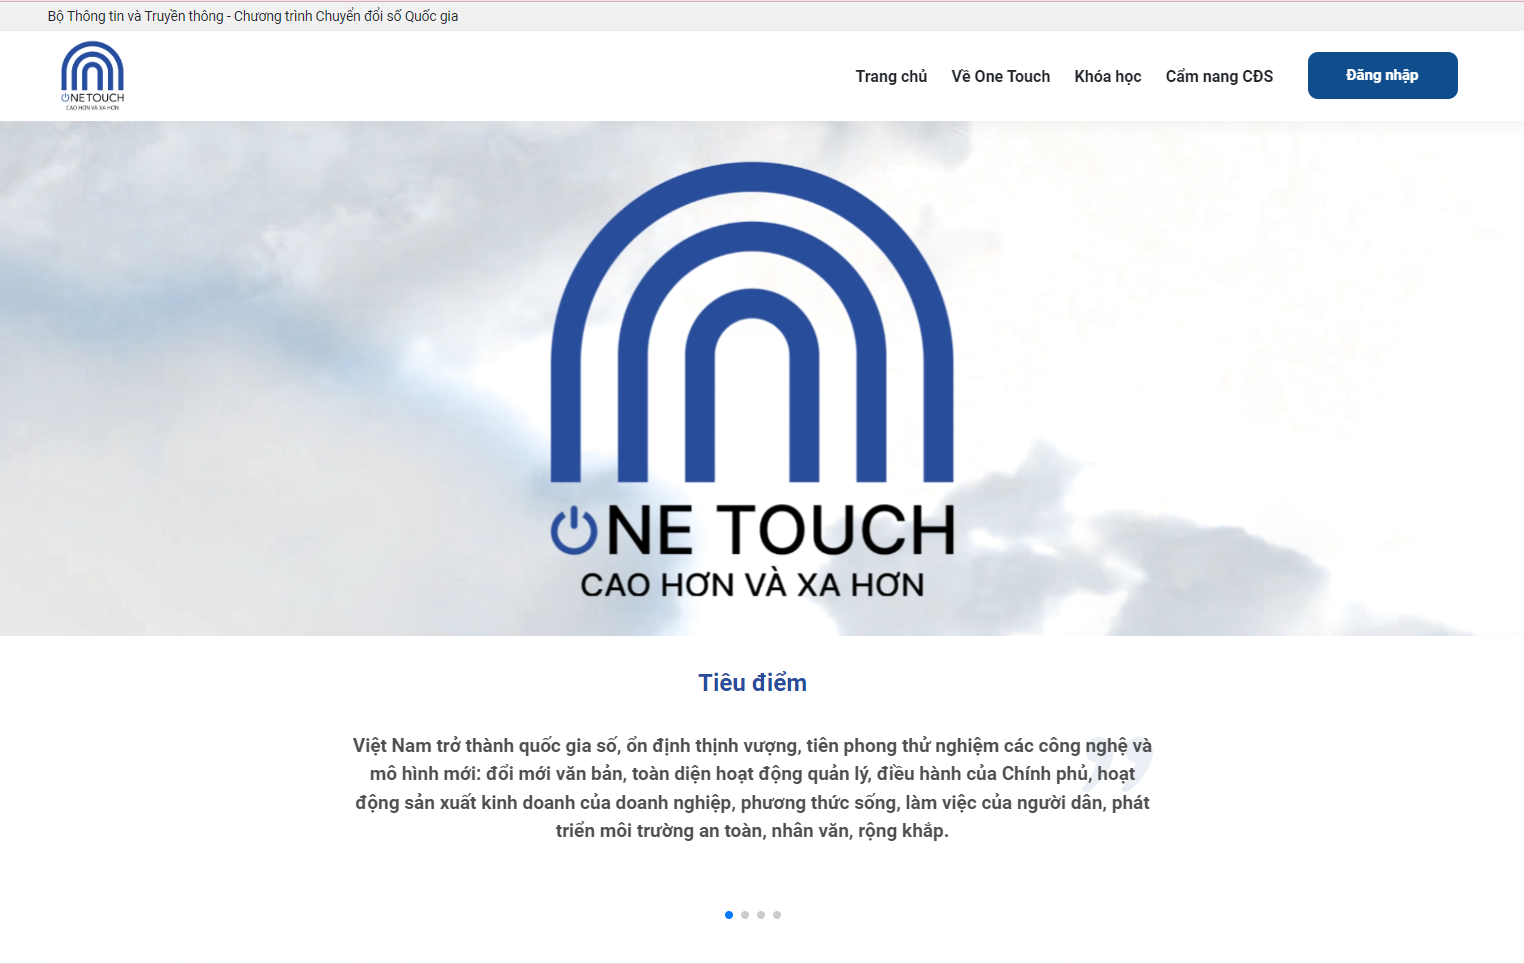 Bộ Thông tin và Truyền thông - Chương trình Chuyển đổi số Quốc gia
ONETOUCH
CAO HƠN VÀ XA HƠN
Trang chủ
Về One Touch
Khóa học
Cẩm nang CĐS
Đăng nhập
ONE TOUCH
CAO HƠN VÀ XA HƠN
Tiêu điểm
Việt Nam trở thành quốc gia số, ổn định thịnh vượng, tiên phong thử nghiệm các công nghệ và
mô hình mới: đổi mới văn bản, toàn diện hoạt động quản lý, điều hành của Chính phủ, hoạt
động sản xuất kinh doanh của doanh nghiệp, phương thức sống, làm việc của người dân, phát
triển môi trường an toàn, nhân văn, rộng khắp.